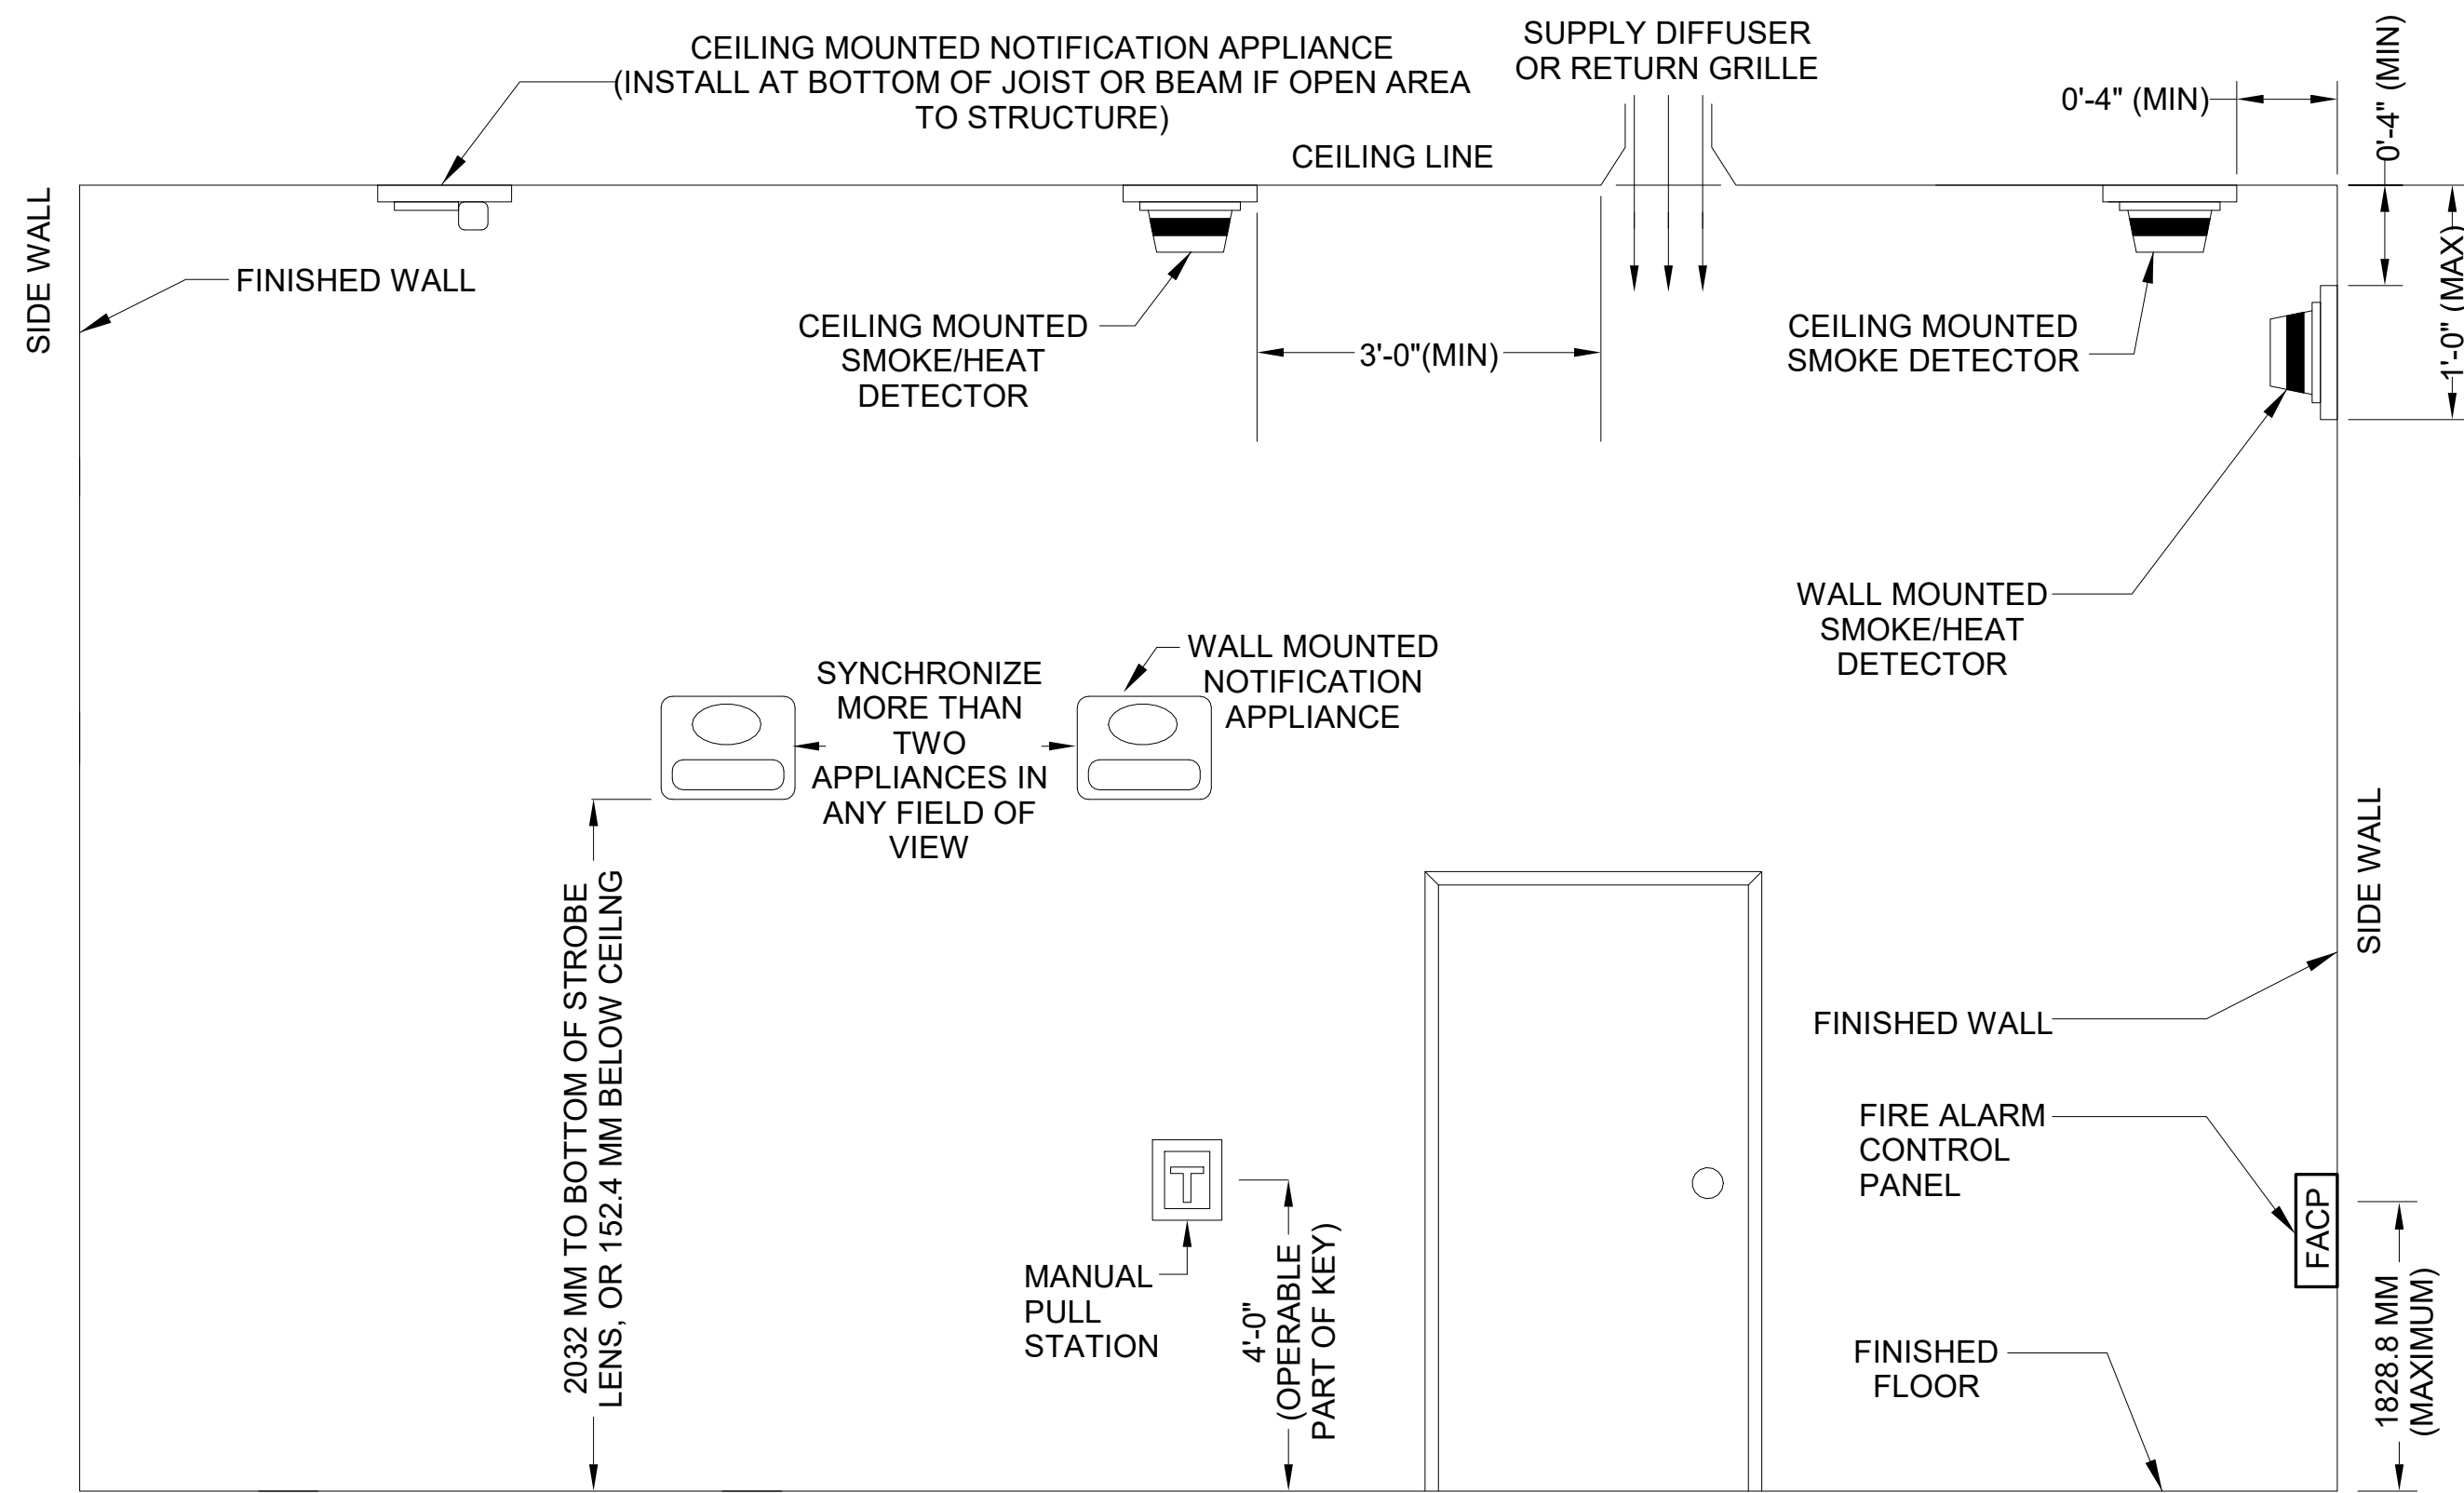 CEILING MOUNTED NOTIFICATION APPLIANCE
(INSTALL AT BOTTOM OF JOIST OR BEAM IF OPEN AREA
TO STRUCTURE)
SUPPLY DIFFUSER
OR RETURN GRILLE
0'-4" (MIN)
0'-4" (MIN)
CEILING LINE
SIDE WALL
FINISHED WALL
CEILING MOUNTED
SMOKE/HEAT
DETECTOR
3'-0"(MIN)
CEILING MOUNTED
SMOKE DETECTOR
1'-0" (MAX)
WALL MOUNTED
SMOKE/HEAT
DETECTOR
SYNCHRONIZE
MORE THAN
TWO
APPLIANCES IN
ANY FIELD OF
VIEW
WALL MOUNTED
NOTIFICATION
APPLIANCE
2032 MM TO BOTTOM OF STROBE
LENS, OR 152.4 MM BELOW CEILNG
SIDE WALL
FINISHED WALL
FIRE ALARM
CONTROL
PANEL
FACP
T
MANUAL
PULL
STATION
4'-0"
(OPERABLE
PART OF KEY)
FINISHED
FLOOR
1828.8 MM
(MAXIMUM)